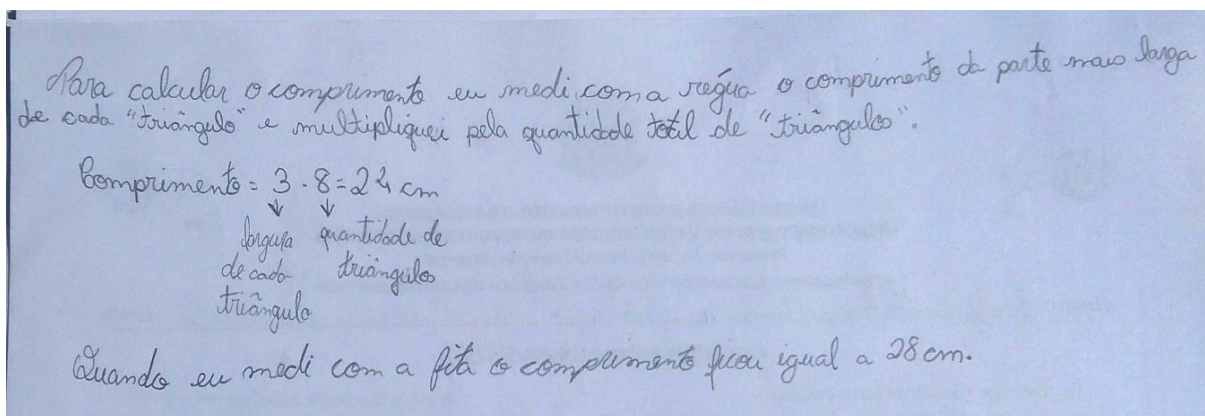 Para calcular o comprimento eu medi com a régua o comprimento da parte mais larga
de cada "triângulo" e multipliquei pela quantidade total de "triângulos".
Comprimento = 3 . 8 = 24 cm
↓ ↓
largura quantidade de
de cada triângulos
triângulo
Quando eu medi com a fita o comprimento ficou igual a 28 cm.